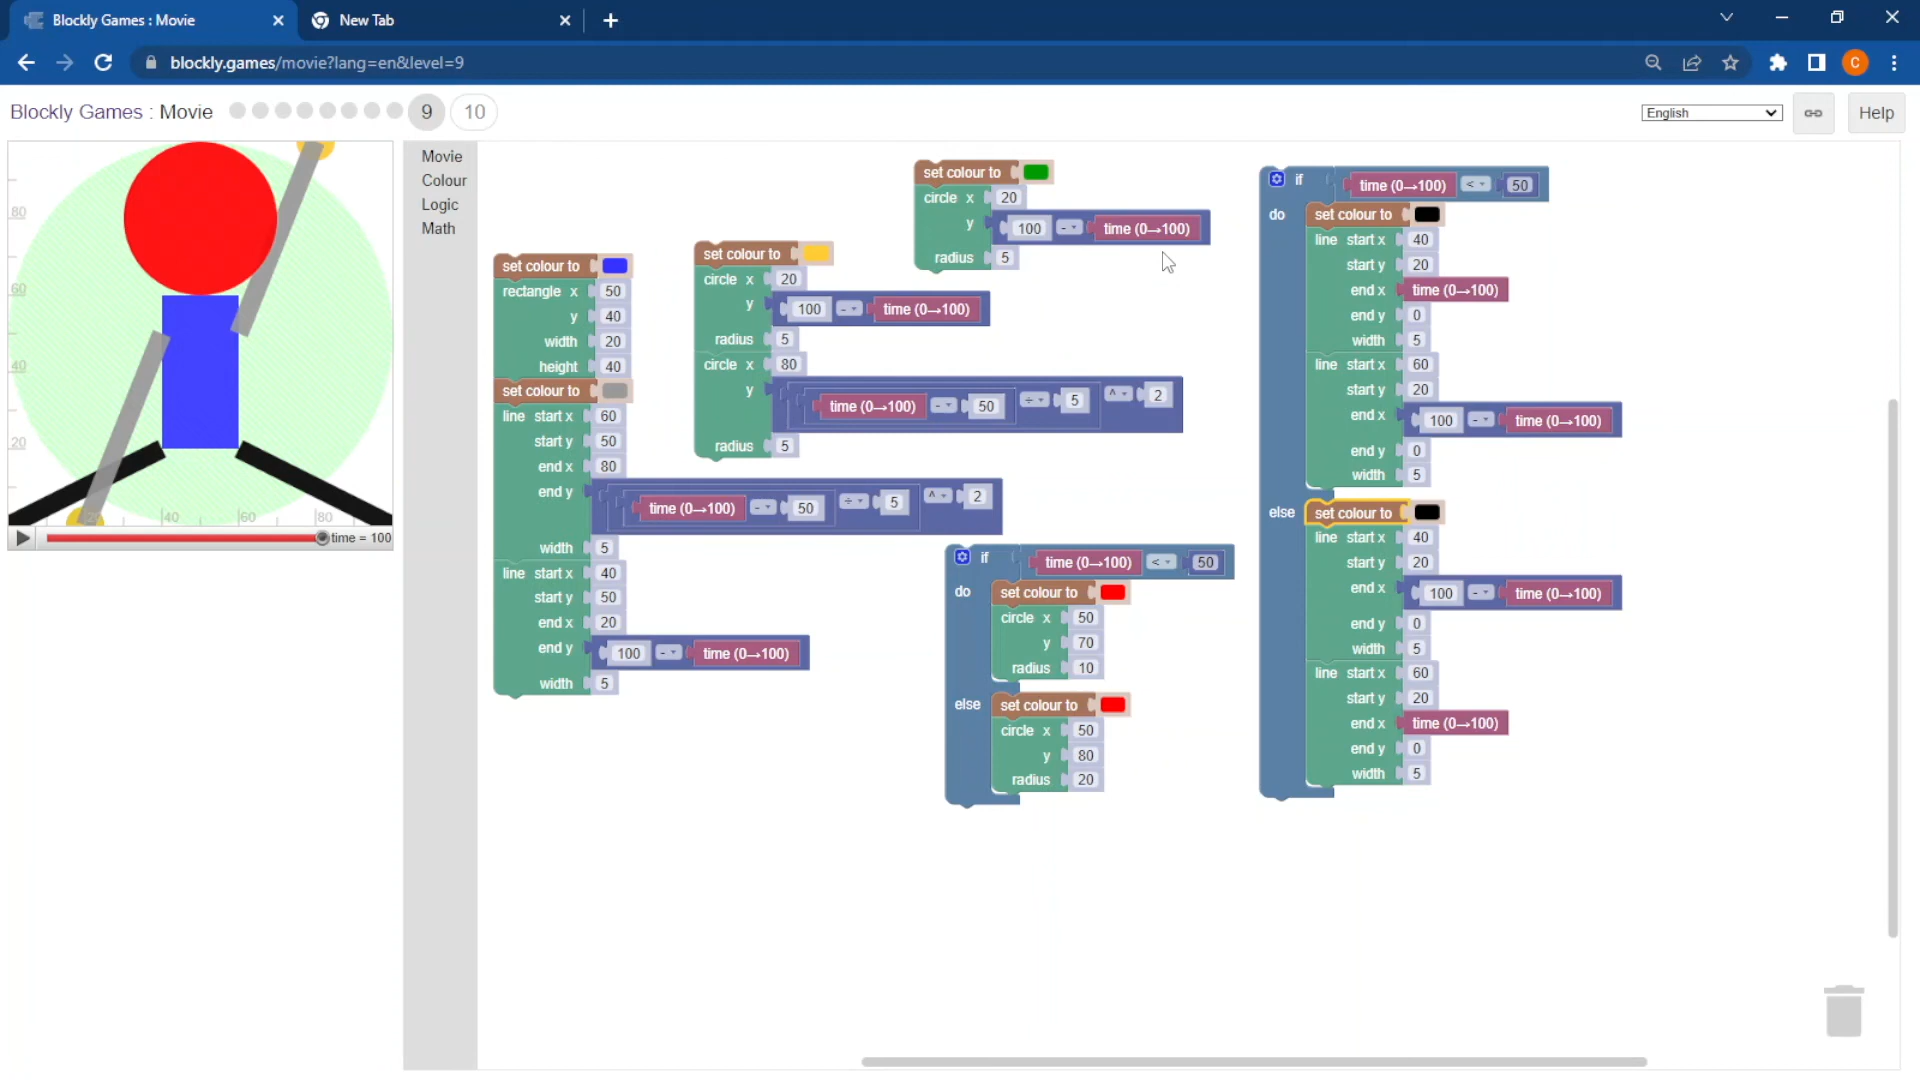 Blockly Games : Movie
New Tab
blockly.games/movie?lang=en&level=9
C
Blockly Games : Movie
9
10
English
Help
80
60
40
20
20
40
60
80
time = 100
Movie
Colour
Logic
Math
set colour to
rectangle x 50
y 40
width 20
height 40
set colour to
line start x 60
start y 50
end x 80
end y time (0→100) - 50 ÷ 5 ^ 2
width 5
line start x 40
start y 50
end x 20
end y 100 - time (0→100)
width 5
set colour to
circle x 20
y 100 - time (0→100)
radius 5
circle x 80
y time (0→100) - 50 ÷ 5 ^ 2
radius 5
set colour to
circle x 20
y 100 - time (0→100)
radius 5
if time (0→100) < 50
do set colour to
circle x 50
y 70
radius 10
else set colour to
circle x 50
y 80
radius 20
if time (0→100) < 50
do set colour to
line start x 40
start y 20
end x time (0→100)
end y 0
width 5
line start x 60
start y 20
end x 100 - time (0→100)
end y 0
width 5
else set colour to
line start x 40
start y 20
end x 100 - time (0→100)
end y 0
width 5
line start x 60
start y 20
end x time (0→100)
end y 0
width 5